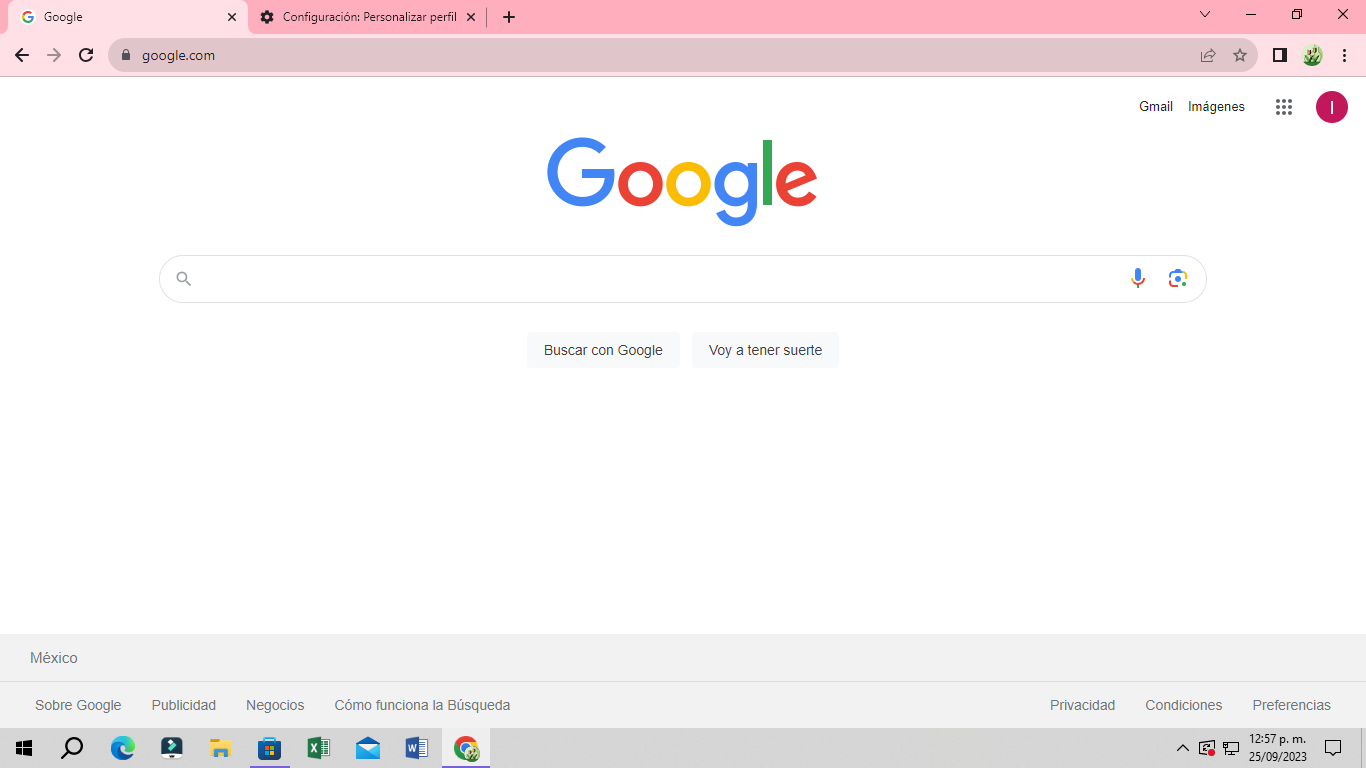 Google
Configuración: Personalizar perfil
google.com
Gmail
Imágenes
I
Google
Buscar con Google
Voy a tener suerte
México
Sobre Google
Publicidad
Negocios
Cómo funciona la Búsqueda
Privacidad
Condiciones
Preferencias
12:57 p. m.
25/09/2023